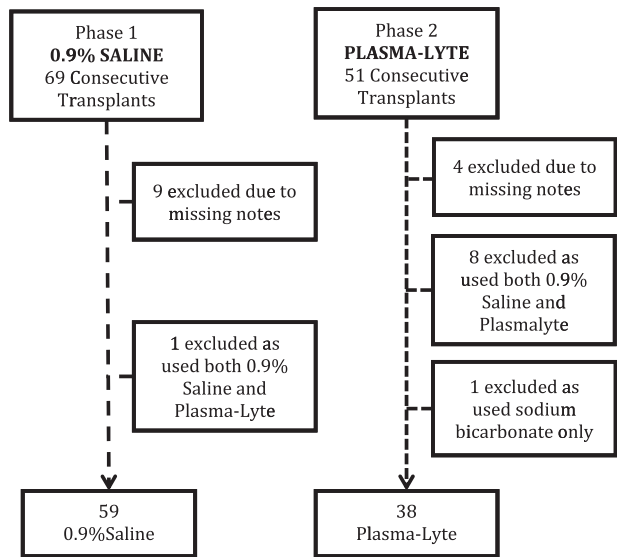 Phase 1
0.9% SALINE
69 Consecutive
Transplants
9 excluded due to
missing notes
1 excluded as
used both 0.9%
Saline and
Plasma-Lyte
59
0.9%Saline
Phase 2
PLASMA-LYTE
51 Consecutive
Transplants
4 excluded due to
missing notes
8 excluded as
used both 0.9%
Saline and
Plasmalyte
1 excluded as
used sodium
bicarbonate only
38
Plasma-Lyte